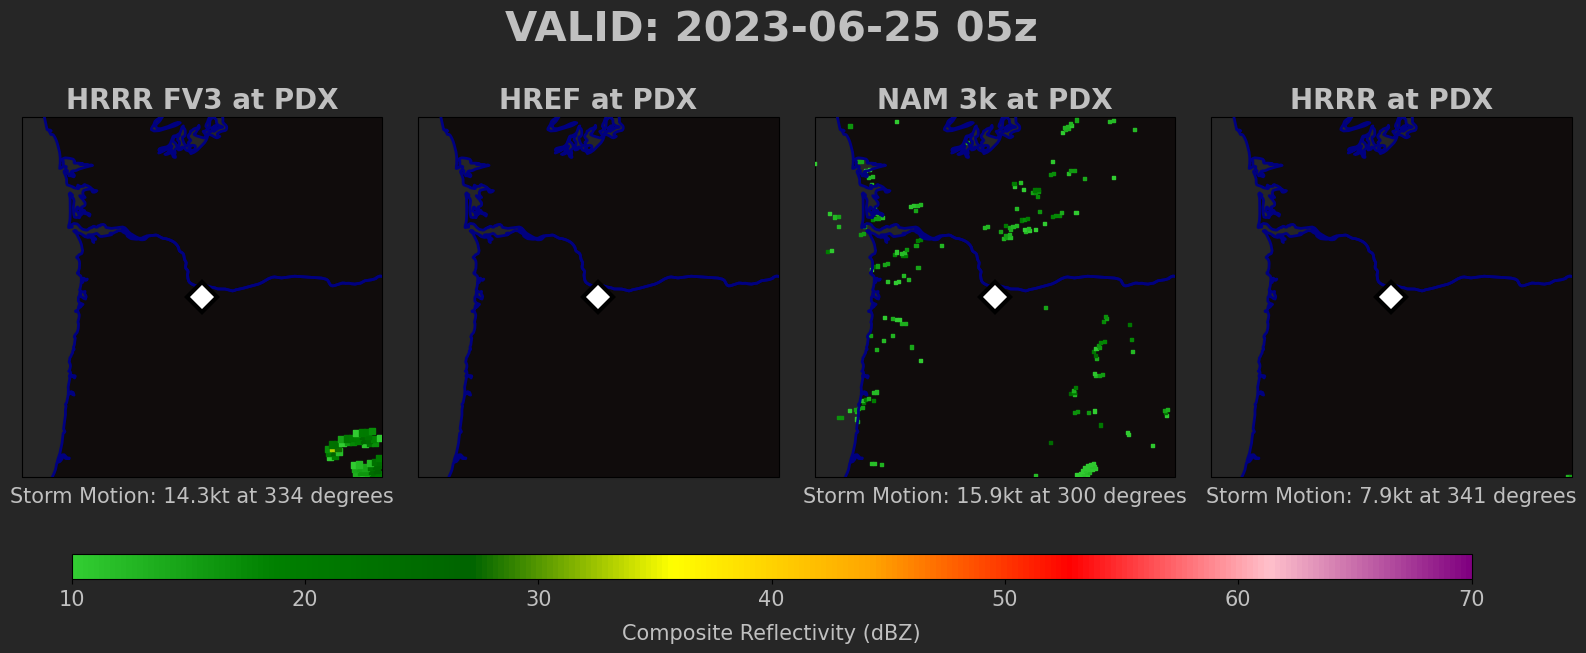 VALID: 2023-06-25 05z
HRRR FV3 at PDX
HREF at PDX
NAM 3k at PDX
HRRR at PDX
Storm Motion: 14.3kt at 334 degrees
Storm Motion: 15.9kt at 300 degrees
Storm Motion: 7.9kt at 341 degrees
10 20 30 40 50 60 70
Composite Reflectivity (dBZ)